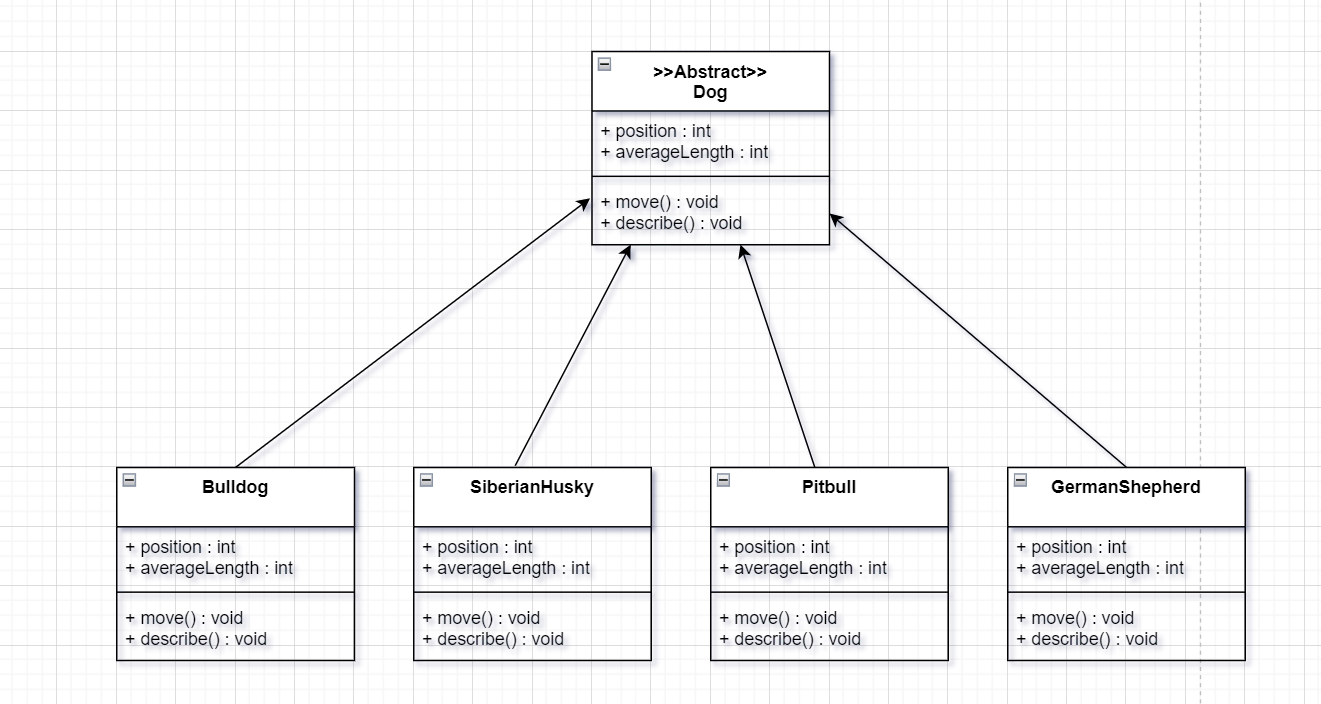 >>Abstract>>
Dog
+ position : int
+ averageLength : int
+ move() : void
+ describe() : void
Bulldog
+ position : int
+ averageLength : int
+ move() : void
+ describe() : void
SiberianHusky
+ position : int
+ averageLength : int
+ move() : void
+ describe() : void
Pitbull
+ position : int
+ averageLength : int
+ move() : void
+ describe() : void
GermanShepherd
+ position : int
+ averageLength : int
+ move() : void
+ describe() : void